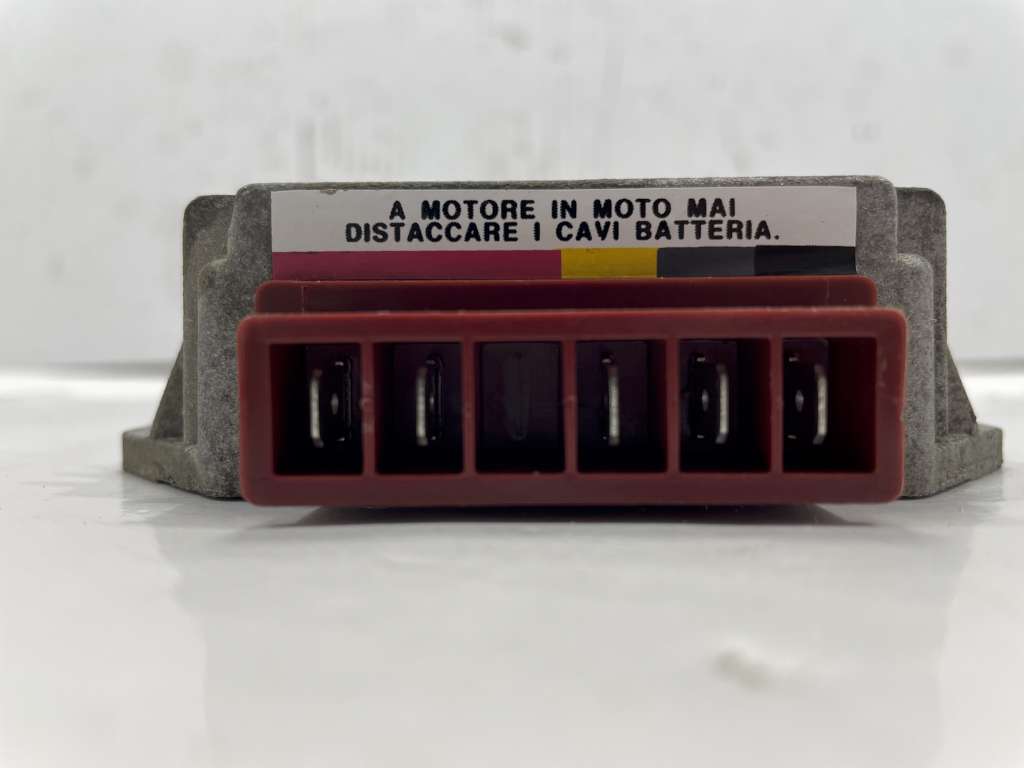 A MOTORE IN MOTO MAI
DISTACCARE I CAVI BATTERIA.